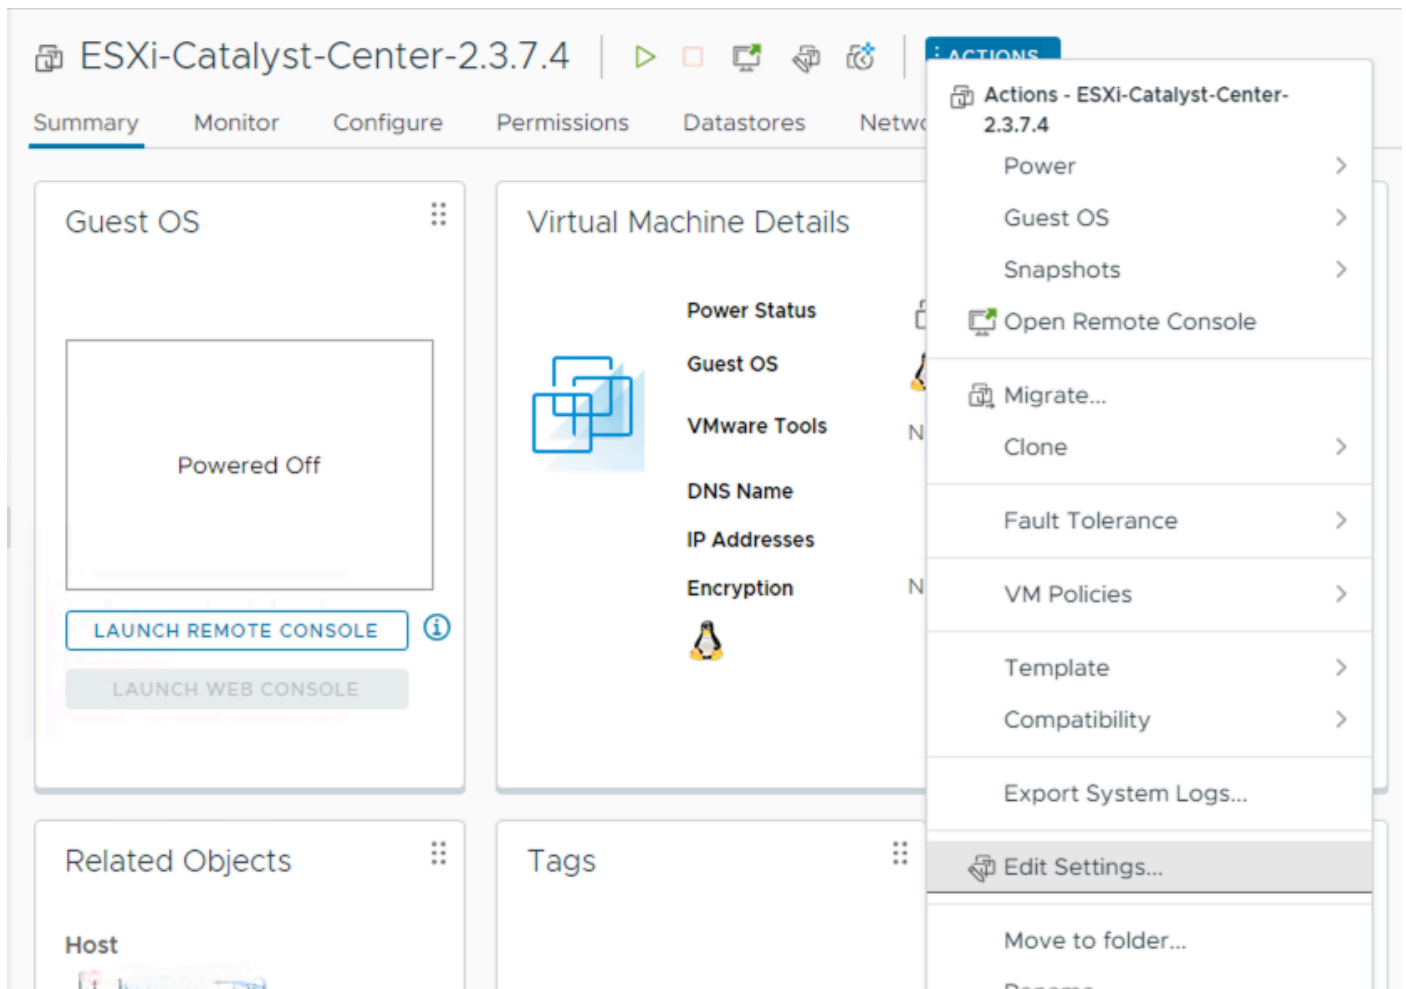 ESXi-Catalyst-Center-2.3.7.4
ACTIONS
Summary Monitor Configure Permissions Datastores
Guest OS
Powered Off
LAUNCH REMOTE CONSOLE
LAUNCH WEB CONSOLE
Virtual Machine Details
Power Status
Guest OS
VMware Tools
N
DNS Name
IP Addresses
Encryption
N
Actions - ESXi-Catalyst-Center-
2.3.7.4
Power
Guest OS
Snapshots
Open Remote Console
Migrate...
Clone
Fault Tolerance
VM Policies
Template
Compatibility
Export System Logs...
Edit Settings...
Move to folder...
Related Objects
Host
Tags